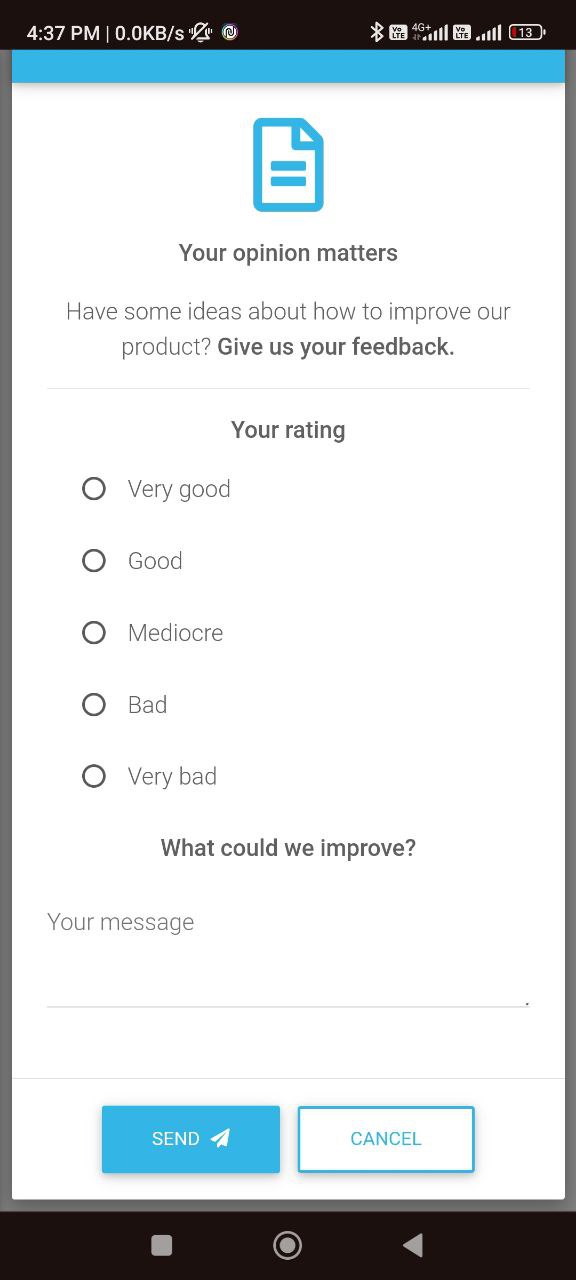 4:37 PM | 0.0KB/s
Vo LTE 4G+ Vo LTE 13
Your opinion matters
Have some ideas about how to improve our
product? Give us your feedback.
Your rating
Very good
Good
Mediocre
Bad
Very bad
What could we improve?
Your message
SEND
CANCEL